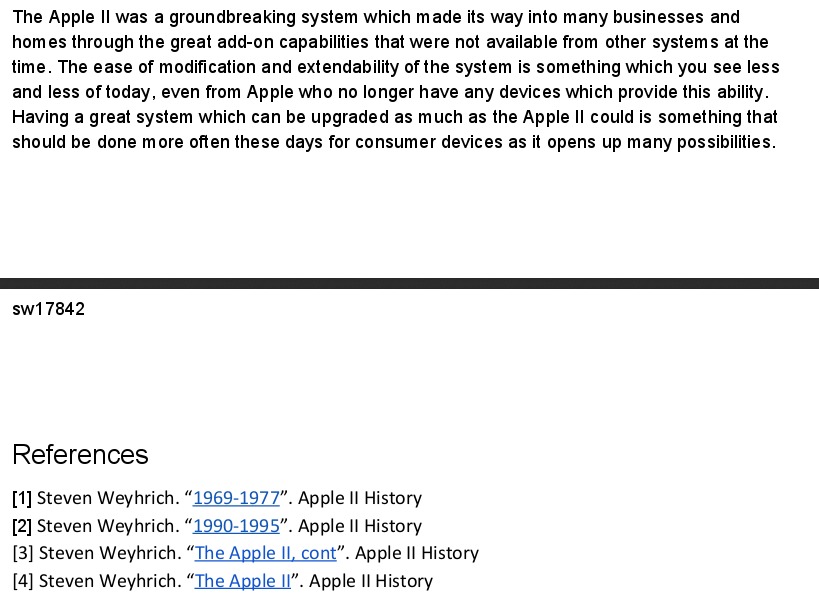 The Apple II was a groundbreaking system which made its way into many businesses and
homes through the great add-on capabilities that were not available from other systems at the
time. The ease of modification and extendability of the system is something which you see less
and less of today, even from Apple who no longer have any devices which provide this ability.
Having a great system which can be upgraded as much as the Apple II could is something that
should be done more often these days for consumer devices as it opens up many possibilities.
sw17842
References
[1] Steven Weyhrich. “1969-1977”. Apple II History
[2] Steven Weyhrich. “1990-1995”. Apple II History
[3] Steven Weyhrich. “The Apple II, cont”. Apple II History
[4] Steven Weyhrich. “The Apple II”. Apple II History